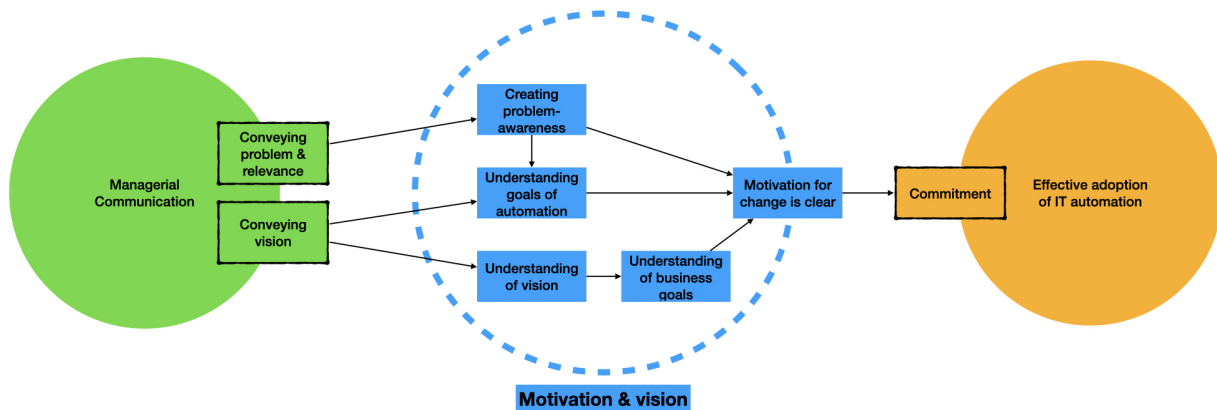 Managerial
Communication
Conveying
problem &
relevance
Conveying
vision
Creating
problem-
awareness
Understanding
goals of
automation
Understanding
of vision
Understanding
of business
goals
Motivation for
change is clear
Commitment
Effective adoption
of IT automation
Motivation & vision